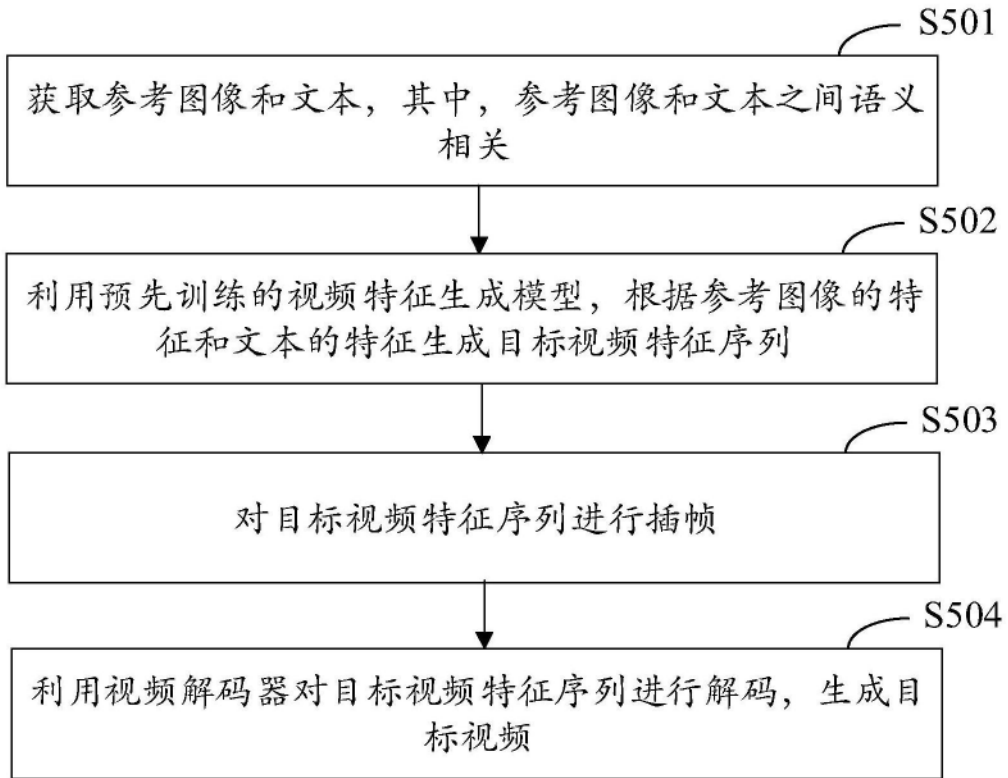 S501
获取参考图像和文本，其中，参考图像和文本之间语义
相关
S502
利用预先训练的视频特征生成模型，根据参考图像的特
征和文本的特征生成目标视频特征序列
S503
对目标视频特征序列进行插帧
S504
利用视频解码器对目标视频特征序列进行解码，生成目
标视频